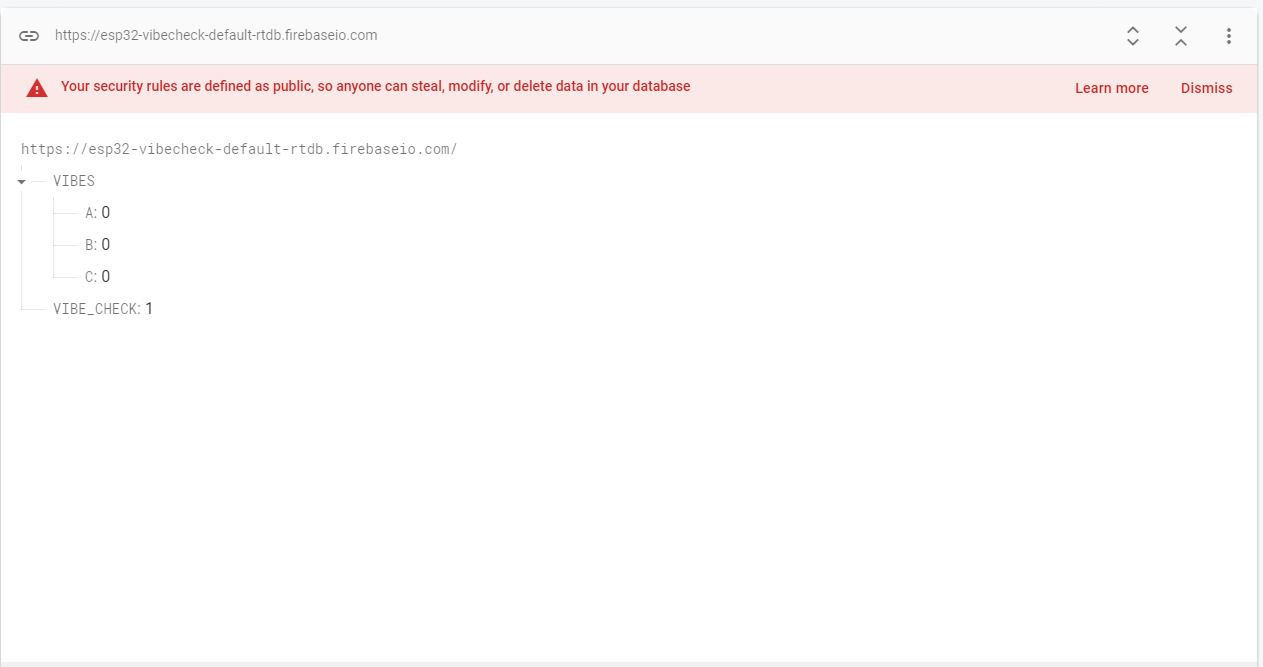 https://esp32-vibecheck-default-rtdb.firebaseio.com
Your security rules are defined as public, so anyone can steal, modify, or delete data in your database Learn more Dismiss
https://esp32-vibecheck-default-rtdb.firebaseio.com/
VIBES
A: 0
B: 0
C: 0
VIBE_CHECK: 1